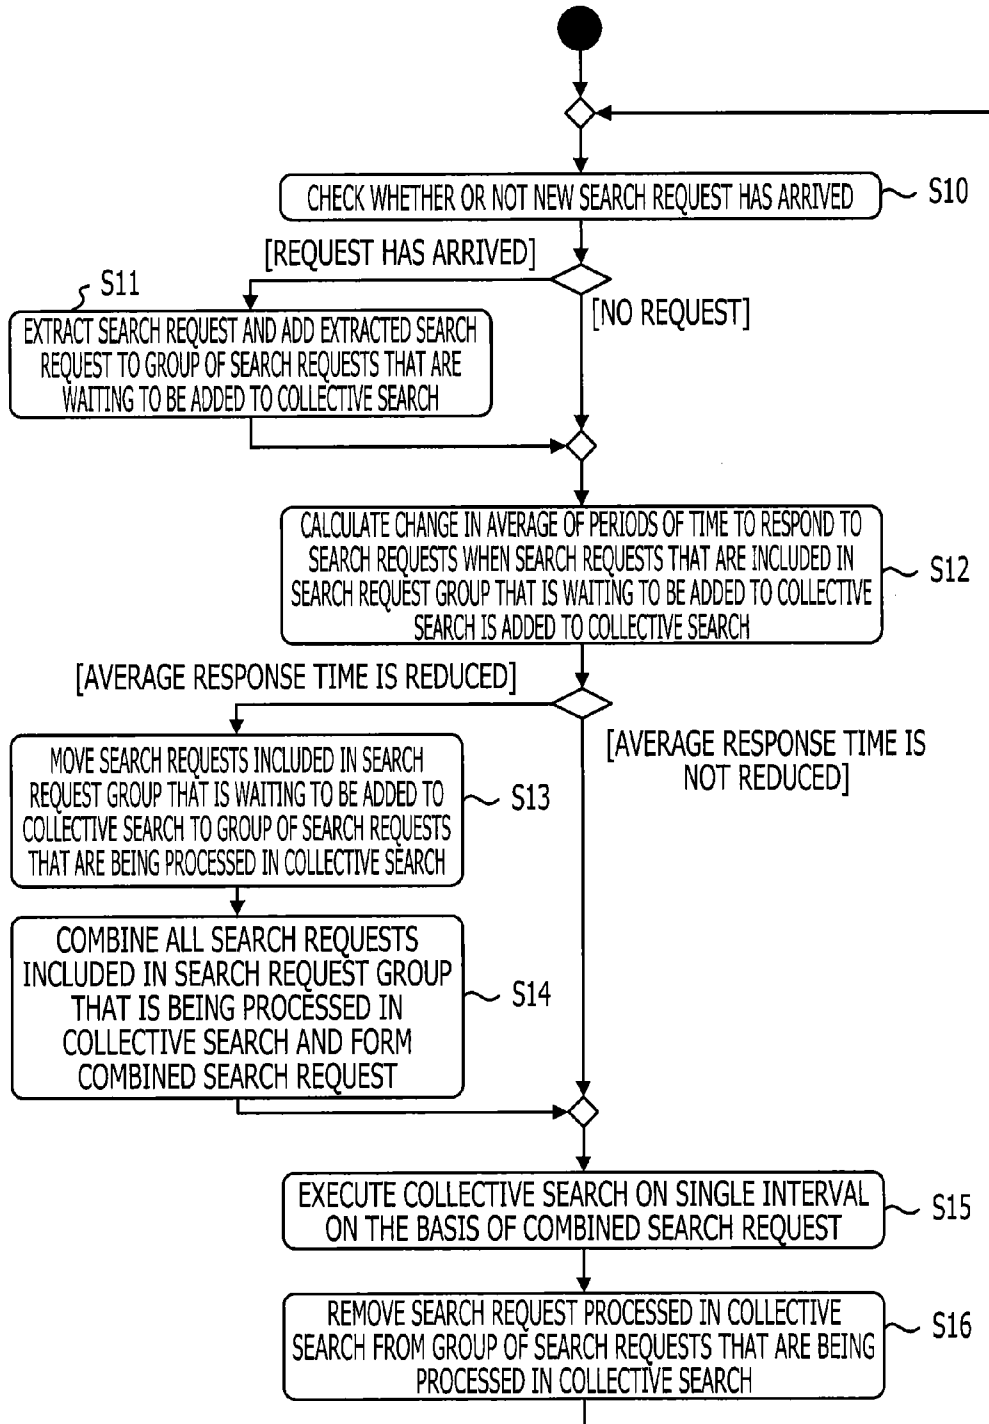 CHECK WHETHER OR NOT NEW SEARCH REQUEST HAS ARRIVED
S10
[REQUEST HAS ARRIVED]
[NO REQUEST]
S11
EXTRACT SEARCH REQUEST AND ADD EXTRACTED SEARCH
REQUEST TO GROUP OF SEARCH REQUESTS THAT ARE
WAITING TO BE ADDED TO COLLECTIVE SEARCH
CALCULATE CHANGE IN AVERAGE OF PERIODS OF TIME TO RESPOND TO
SEARCH REQUESTS WHEN SEARCH REQUESTS THAT ARE INCLUDED IN
SEARCH REQUEST GROUP THAT IS WAITING TO BE ADDED TO COLLECTIVE
SEARCH IS ADDED TO COLLECTIVE SEARCH
S12
[AVERAGE RESPONSE TIME IS REDUCED]
[AVERAGE RESPONSE TIME IS
NOT REDUCED]
MOVE SEARCH REQUESTS INCLUDED IN SEARCH
REQUEST GROUP THAT IS WAITING TO BE ADDED TO
COLLECTIVE SEARCH TO GROUP OF SEARCH REQUESTS
THAT ARE BEING PROCESSED IN COLLECTIVE SEARCH
S13
COMBINE ALL SEARCH REQUESTS
INCLUDED IN SEARCH REQUEST GROUP
THAT IS BEING PROCESSED IN
COLLECTIVE SEARCH AND FORM
COMBINED SEARCH REQUEST
S14
EXECUTE COLLECTIVE SEARCH ON SINGLE INTERVAL
ON THE BASIS OF COMBINED SEARCH REQUEST
S15
REMOVE SEARCH REQUEST PROCESSED IN COLLECTIVE
SEARCH FROM GROUP OF SEARCH REQUESTS THAT ARE BEING
PROCESSED IN COLLECTIVE SEARCH
S16